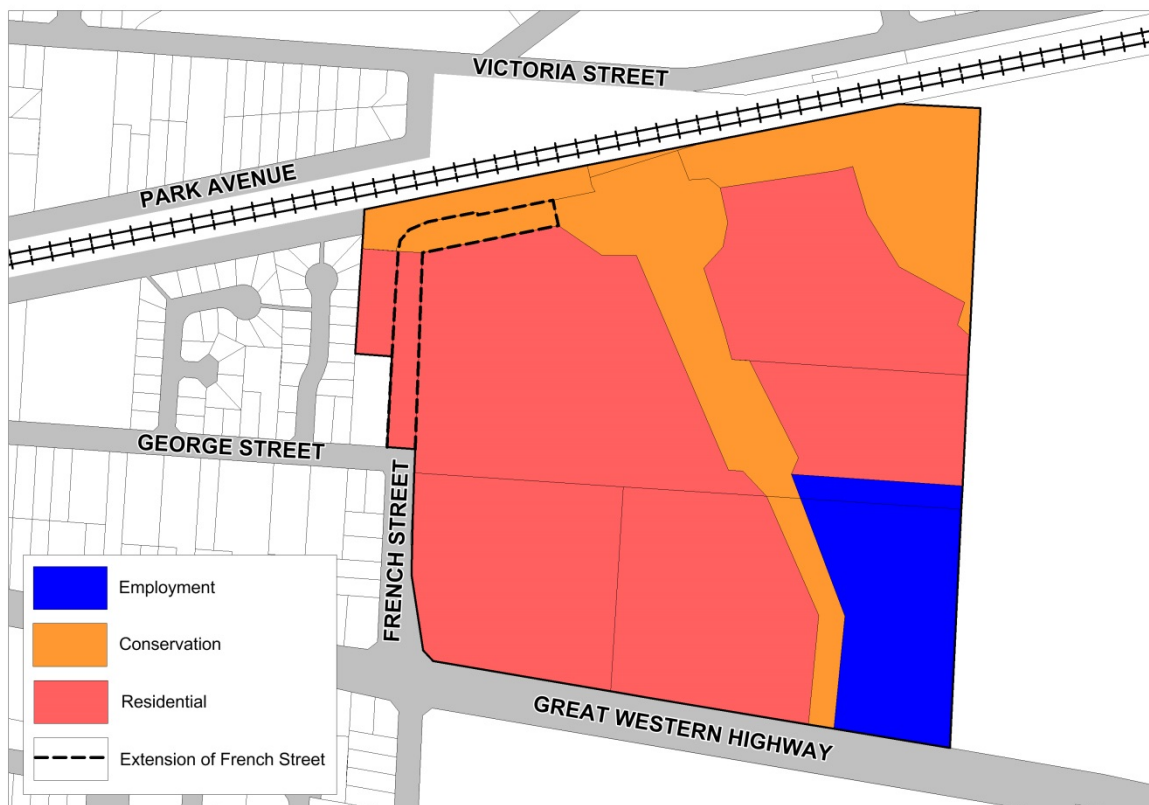 VICTORIA STREET
PARK AVENUE
GEORGE STREET
FRENCH STREET
GREAT WESTERN HIGHWAY
Employment
Conservation
Residential
Extension of French Street